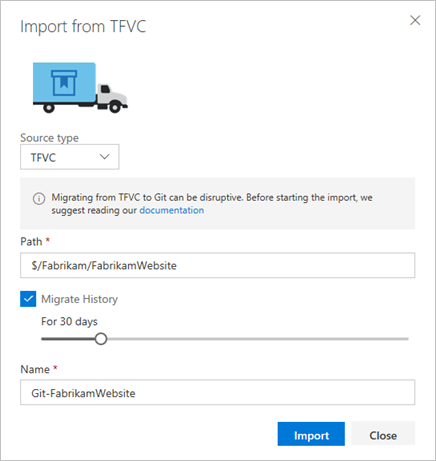 Import from TFVC
Source type
TFVC
Migrating from TFVC to Git can be disruptive. Before starting the import, we
suggest reading our documentation
Path *
$/Fabrikam/FabrikamWebsite
Migrate History
For 30 days
Name *
Git-FabrikamWebsite
Import Close